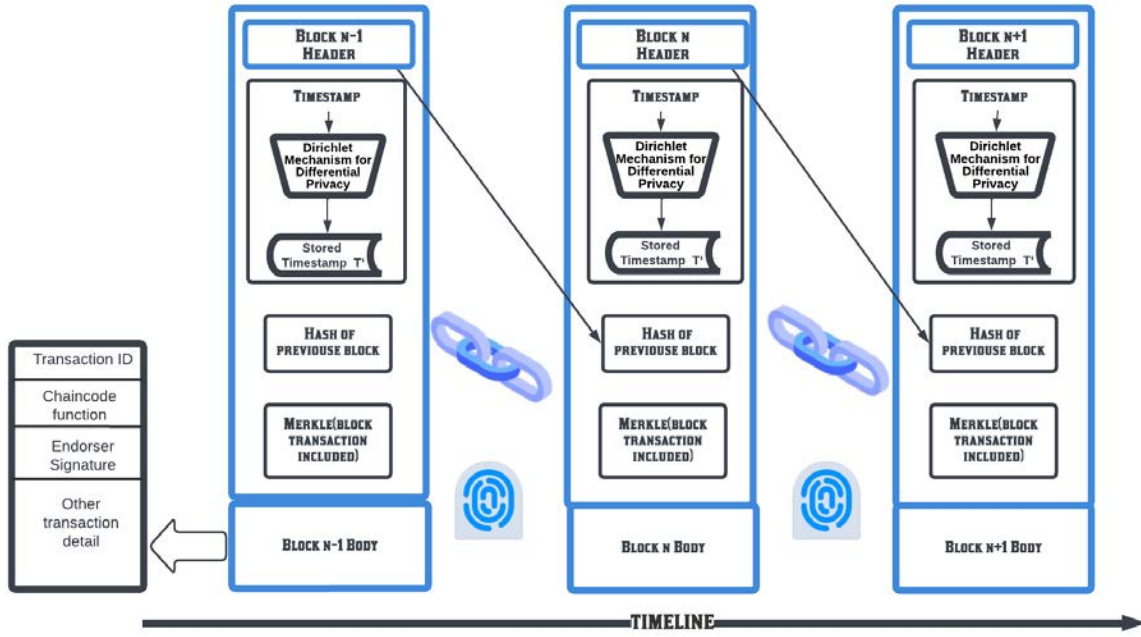 Block n-1
Header
Timestamp
Dirichlet
Mechanism for
Differential
Privacy
Stored
Timestamp T'
Hash of
previouse block
Merkle(block
transaction
included)
Block n-1 Body
Block n
Header
Timestamp
Dirichlet
Mechanism for
Differential
Privacy
Stored
Timestamp T'
Hash of
previouse block
Merkle(block
transaction
included)
Block n Body
Block n+1
Header
Timestamp
Dirichlet
Mechanism for
Differential
Privacy
Stored
Timestamp T'
Hash of
previouse block
Merkle(block
transaction
included)
Block n+1 Body
Transaction ID
Chaincode
function
Endorser
Signature
Other
transaction
detail
TIMELINE